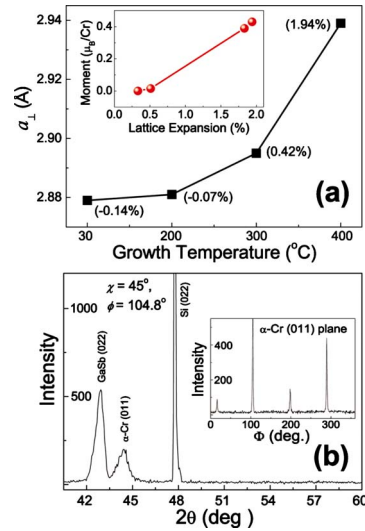 2.94
2.92
2.90
2.88
a⊥ (Å)
0.4
0.2
0.0
Moment (μB/Cr)
0.0 0.5 1.0 1.5 2.0
Lattice Expansion (%)
(1.94%)
(0.42%)
(-0.14%)
(-0.07%)
(a)
30 200 300 400
Growth Temperature (°C)
χ = 45°,
ϕ = 104.8°
1000
500
Intensity
GaSb (022)
α-Cr (011)
Si (022)
α-Cr (011) plane
400
200
Intensity
0 100 200 300
Φ (deg.)
(b)
42 45 48 51 54 57 60
2θ (deg )